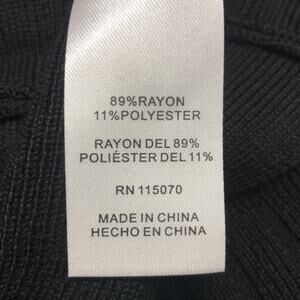 89%RAYON
11%POLYESTER
RAYON DEL 89%
POLIÉSTER DEL 11%
RN 115070
MADE IN CHINA
HECHO EN CHINA